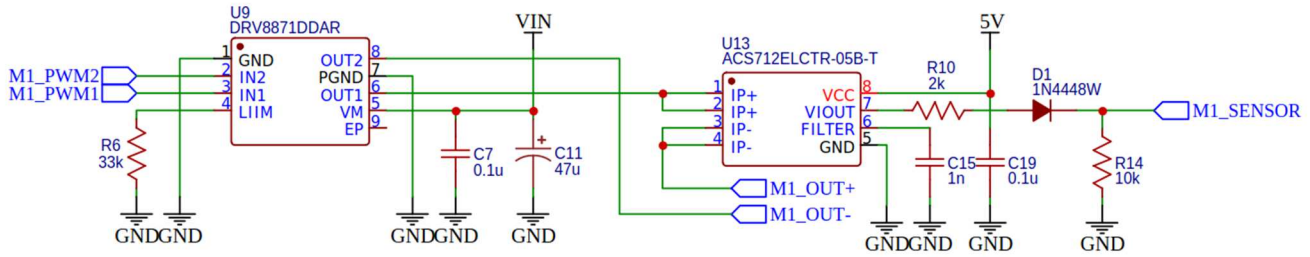 U9
DRV8871DDAR
VIN
5V
U13
ACS712ELCTR-05B-T
M1_PWM2
M1_PWM1
1 GND
2 IN2
3 IN1
4 LIIM
OUT2 8
PGND 7
OUT1 6
VM 5
EP 9
R6
33k
C7
0.1u
+
C11
47u
1 IP+
2 IP+
3 IP-
4 IP-
VCC 8
VIOUT 7
FILTER 6
GND 5
R10
2k
D1
1N4448W
M1_SENSOR
C15
1n
C19
0.1u
R14
10k
M1_OUT+
M1_OUT-
GND GND GND GND GND GND GND GND GND